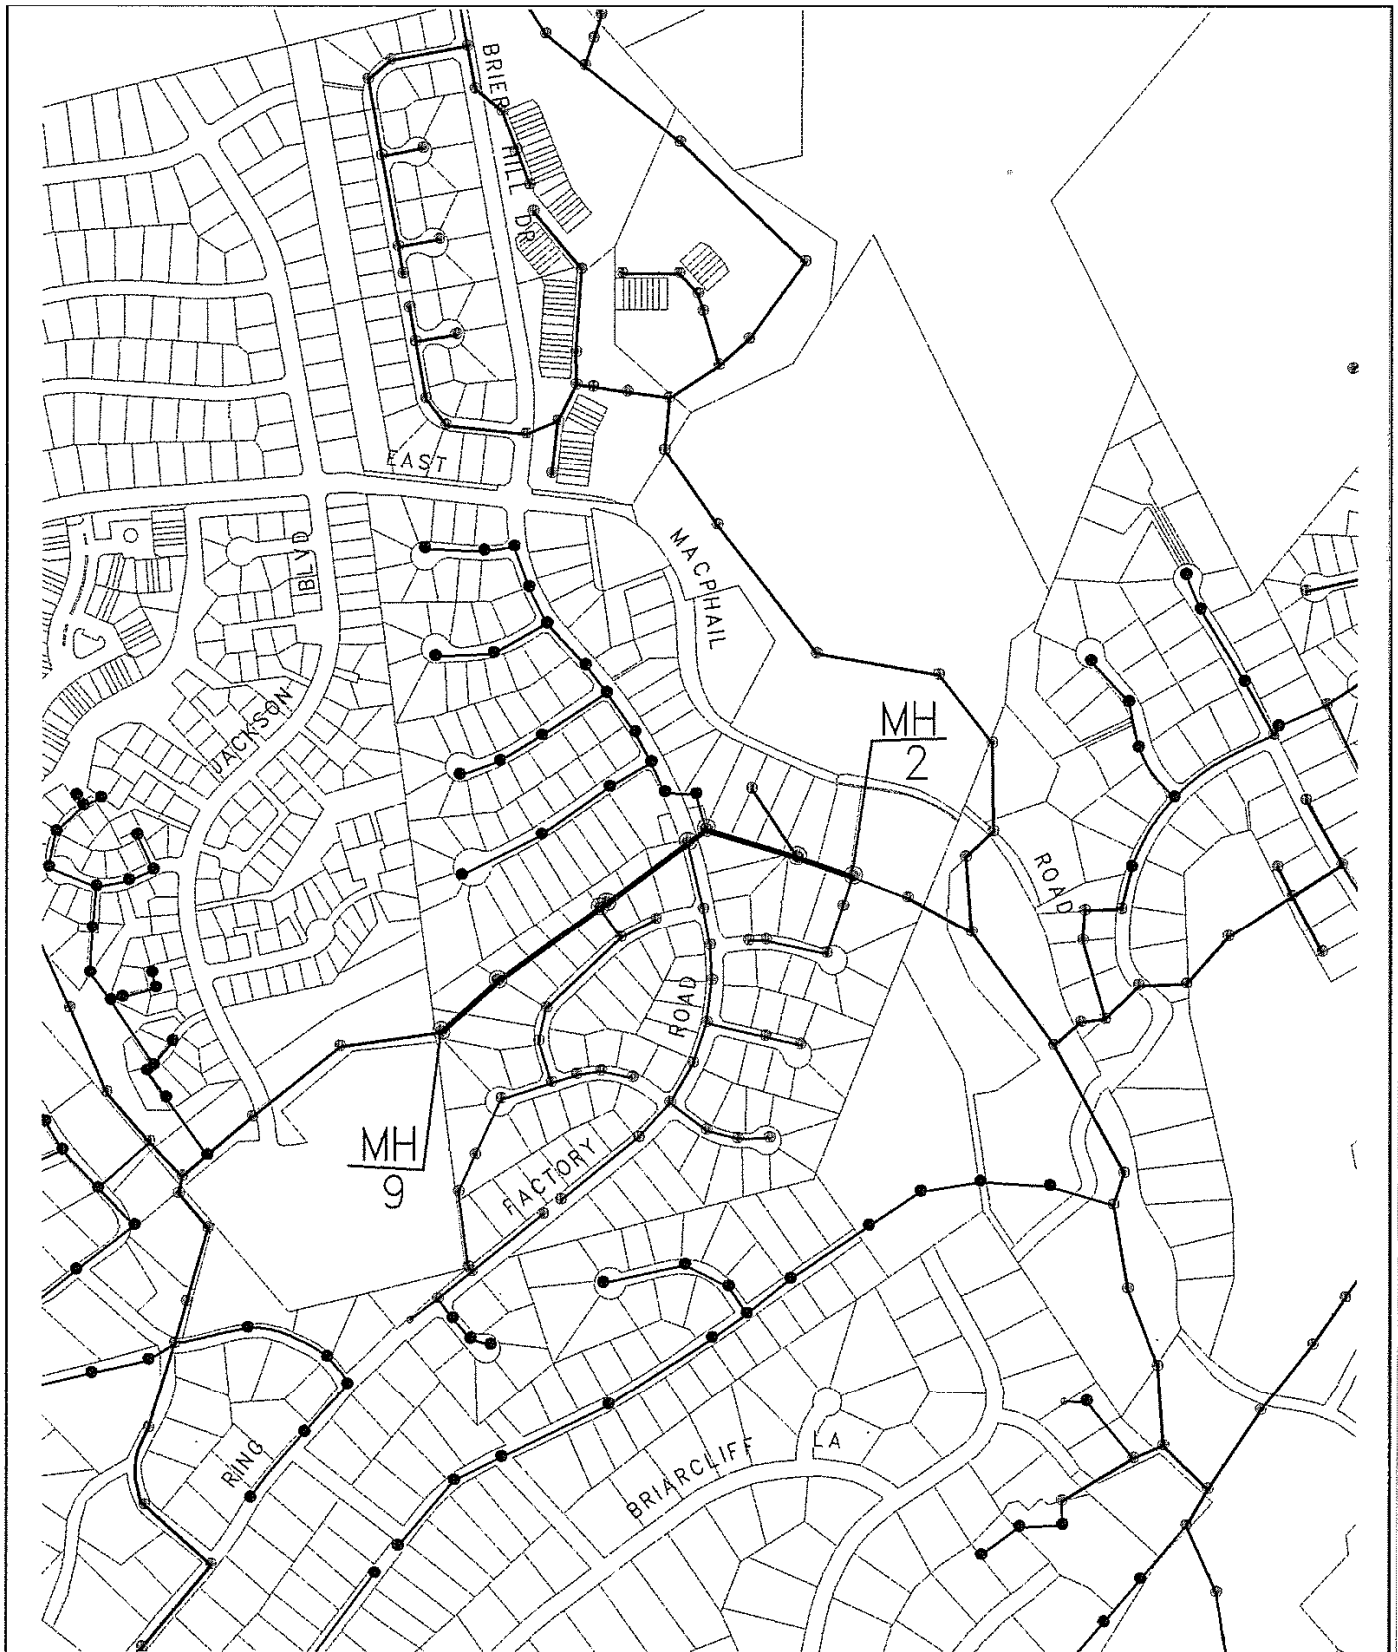 BRIER HILL DR
EAST
MACPHAIL
ROAD
JACKSON
BLVD
MH
2
ROAD
MH
9
FACTORY
RING
BRIARCLIFF LA